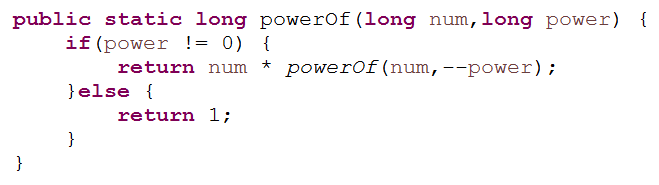 public static long powerOf(long num,long power) {
    if(power != 0) {
        return num * powerOf(num,--power);
    }else {
        return 1;
    }
}